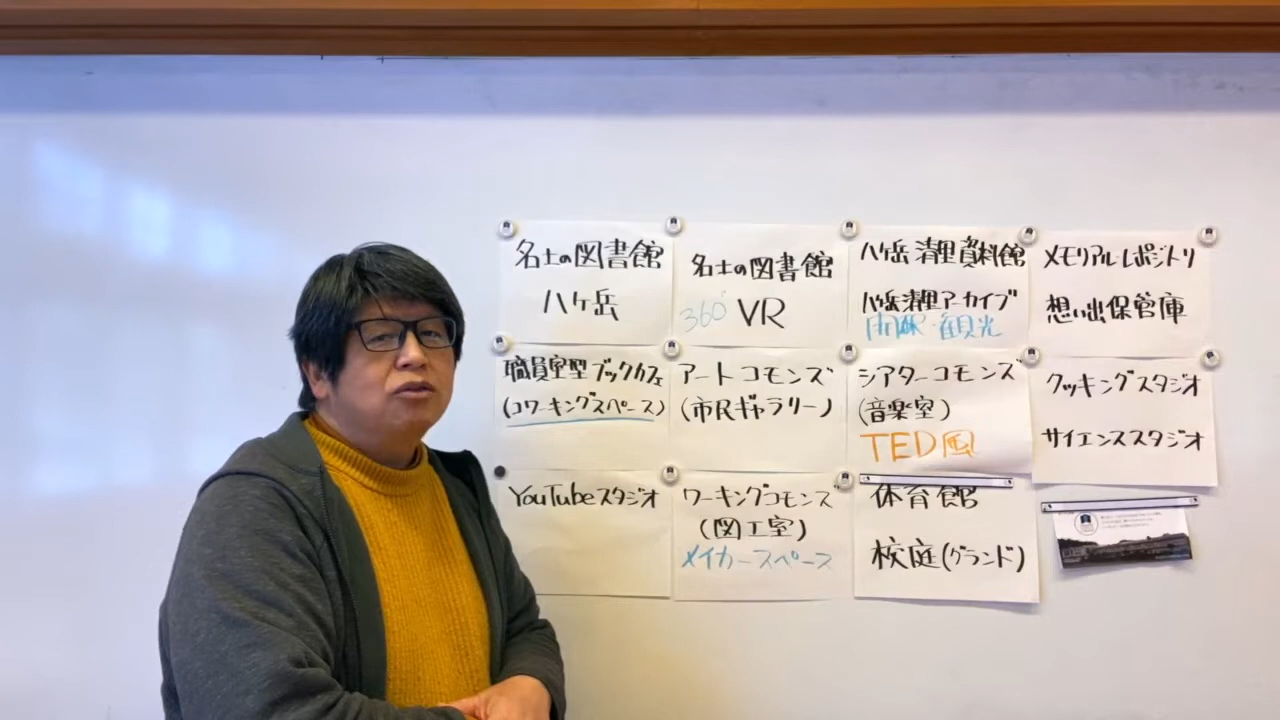 名士の図書館
八ヶ岳
名士の図書館
360° VR
八ヶ岳清里資料館
八ヶ岳清里アーカイブ
観光
メモリアルレポジトリ
想い出保管庫
職員室型ブックカフェ
(コワーキングスペース)
アートコモンズ
(市民ギャラリー)
シアターコモンズ
(音楽室)
TED風
クッキングスタジオ
サイエンススタジオ
YouTubeスタジオ
ワーキングコモンズ
(図工室)
メイカースペース
体育館
校庭(グランド)